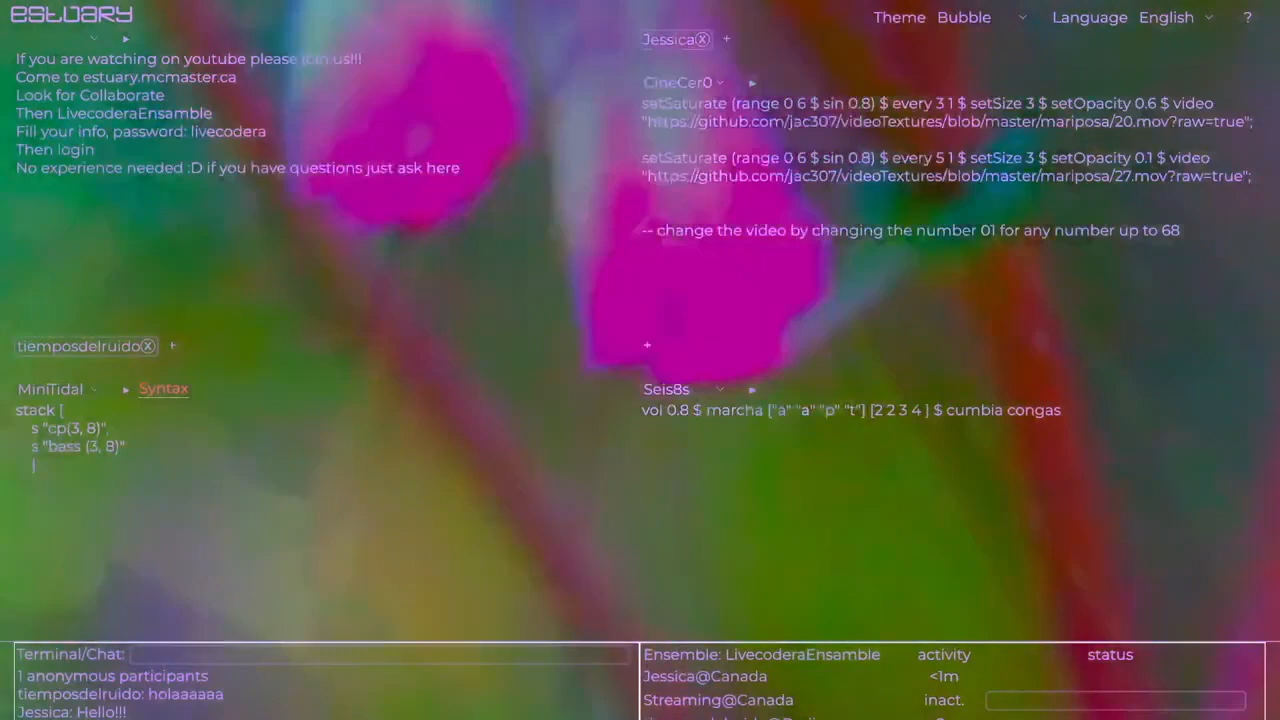 estuary
Theme Bubble Language English ?
If you are watching on youtube please join us!!!
Come to estuary.mcmaster.ca
Look for Collaborate
Then LivecoderaEnsamble
Fill your info, password: livecodera
Then login
No experience needed :D if you have questions just ask here
Jessica ⓧ +
CineCer0
setSaturate (range 0 6 $ sin 0.8) $ every 3 1 $ setSize 3 $ setOpacity 0.6 $ video
"https://github.com/jac307/videoTextures/blob/master/mariposa/20.mov?raw=true";
setSaturate (range 0 6 $ sin 0.8) $ every 5 1 $ setSize 3 $ setOpacity 0.1 $ video
"https://github.com/jac307/videoTextures/blob/master/mariposa/27.mov?raw=true";
-- change the video by changing the number 01 for any number up to 68
+
tiemposdelruido ⓧ +
MiniTidal Syntax
stack [
s "cp(3, 8)",
s "bass (3, 8)"
]
Seis8s
vol 0.8 $ marcha ["a" "a" "p" "t"] [2 2 3 4 ] $ cumbia congas
Terminal/Chat:
1 anonymous participants
tiemposdelruido: holaaaaaa
Jessica: Hello!!!
Ensemble: LivecoderaEnsamble activity status
Jessica@Canada <1m
Streaming@Canada inact.